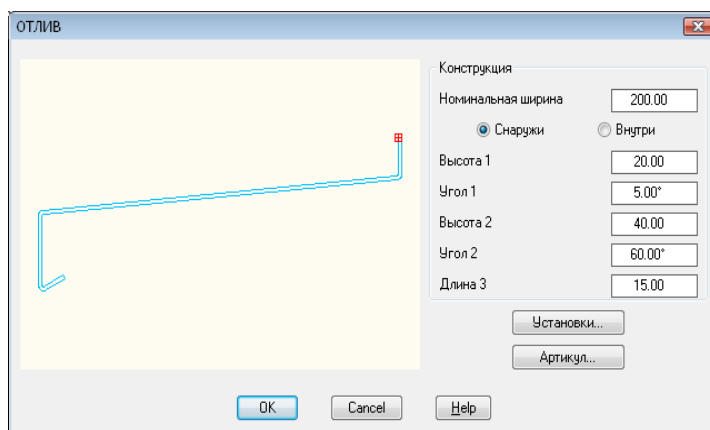 ОТЛИВ
Конструкция
Номинальная ширина 200.00
Снаружи Внутри
Высота 1 20.00
Угол 1 5.00°
Высота 2 40.00
Угол 2 60.00°
Длина 3 15.00
Установки...
Артикул...
OK Cancel Help